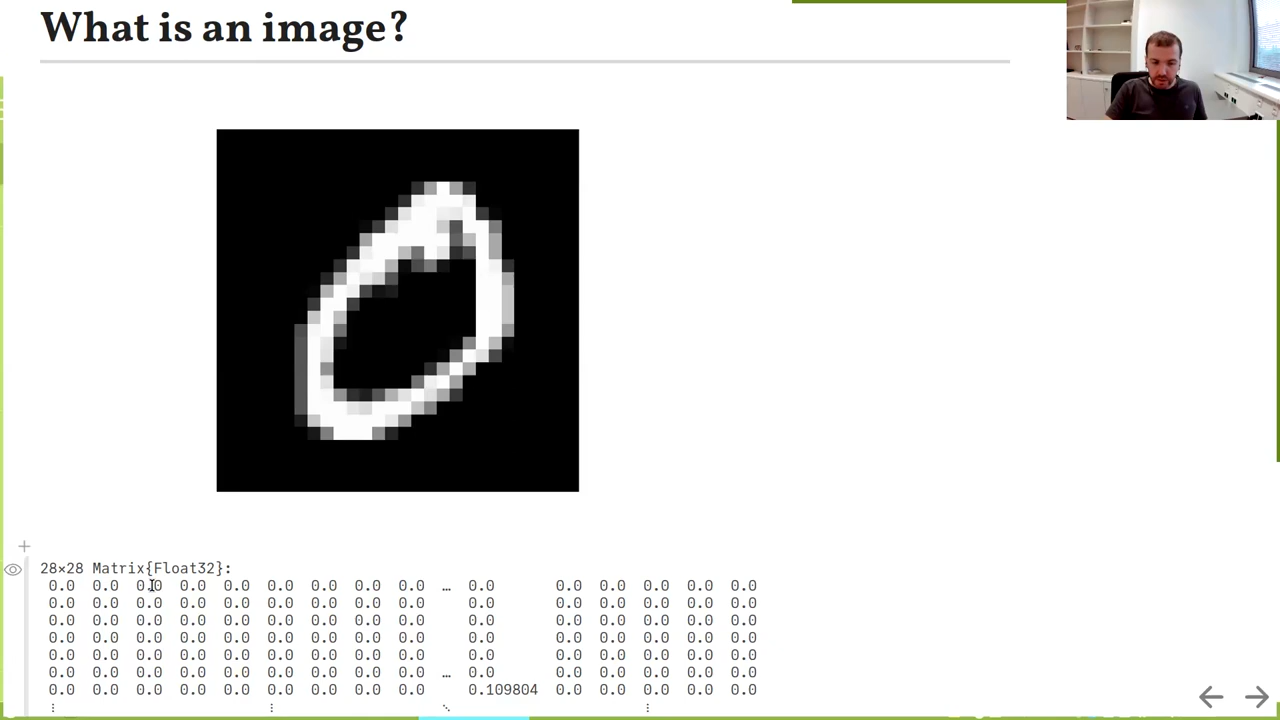 What is an image?
28×28 Matrix{Float32}:
0.0 0.0 0.0 0.0 0.0 0.0 0.0 0.0 0.0 … 0.0 0.0 0.0 0.0 0.0 0.0
0.0 0.0 0.0 0.0 0.0 0.0 0.0 0.0 0.0 0.0 0.0 0.0 0.0 0.0 0.0
0.0 0.0 0.0 0.0 0.0 0.0 0.0 0.0 0.0 0.0 0.0 0.0 0.0 0.0 0.0
0.0 0.0 0.0 0.0 0.0 0.0 0.0 0.0 0.0 0.0 0.0 0.0 0.0 0.0 0.0
0.0 0.0 0.0 0.0 0.0 0.0 0.0 0.0 0.0 0.0 0.0 0.0 0.0 0.0 0.0
0.0 0.0 0.0 0.0 0.0 0.0 0.0 0.0 0.0 … 0.0 0.0 0.0 0.0 0.0 0.0
0.0 0.0 0.0 0.0 0.0 0.0 0.0 0.0 0.0 0.109804 0.0 0.0 0.0 0.0 0.0
⋮ ⋮ ⋱ ⋮